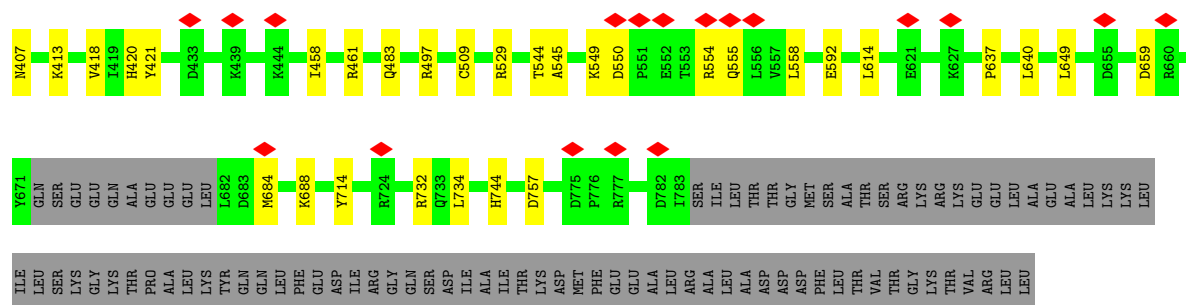 N407 K413 V418 I419 H420 Y421 D433 K439 K444 I458 R461 Q483 R497 C509 R529 T544 A545 K549 D550 P551 E552 T553 R554 Q555 L556 V557 L558 E592 L614 E621 K627 P637 L640 L649 D655 D659 R660
Y671 GLN SER GLU GLU GLN ALA GLU GLU GLU LEU L682 D683 M684 K688 Y714 R724 R732 Q733 L734 H744 D757 D775 P776 R777 D782 I783 SER ILE LEU THR THR GLY MET SER ALA THR SER ARG LYS ARG LYS GLU GLU GLU LEU ALA GLU ALA LEU LYS LYS LEU
ILE LEU SER LYS GLY LYS THR PRO ALA LEU LYS TYR GLN GLN LEU PHE GLU ASP ILE ARG GLY GLN SER ASP ILE ALA ILE THR LYS ASP MET PHE GLU GLU ALA LEU ARG ALA LEU ALA ASP ASP ASP PHE LEU THR VAL THR GLY LYS THR VAL ARG LEU LEU